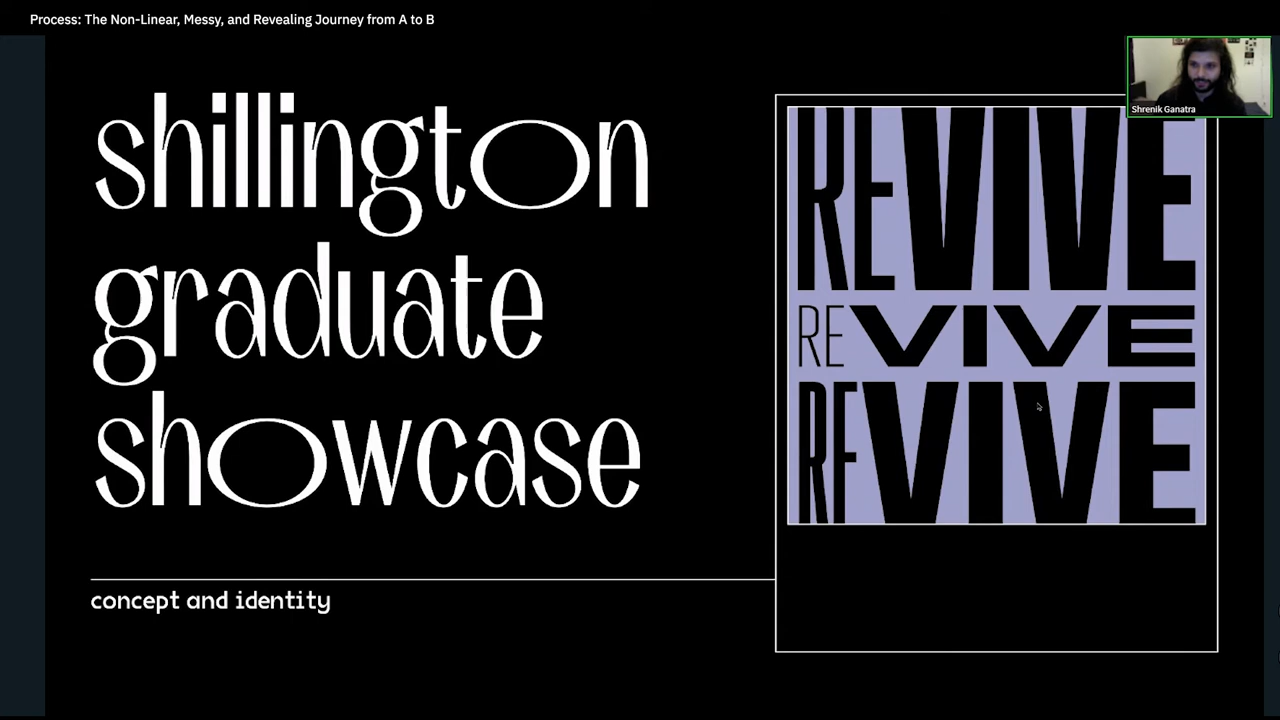 Process: The Non-Linear, Messy, and Revealing Journey from A to B
Shrenik Ganatra
shillington
graduate
showcase
concept and identity
REVIVE
REVIVE
REVIVE